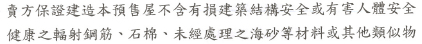 賣方保證建造本預售屋不含有損建築結構安全或有害人體安全
健康之輻射鋼筋、石棉、未經處理之海砂等材料或其他類似物